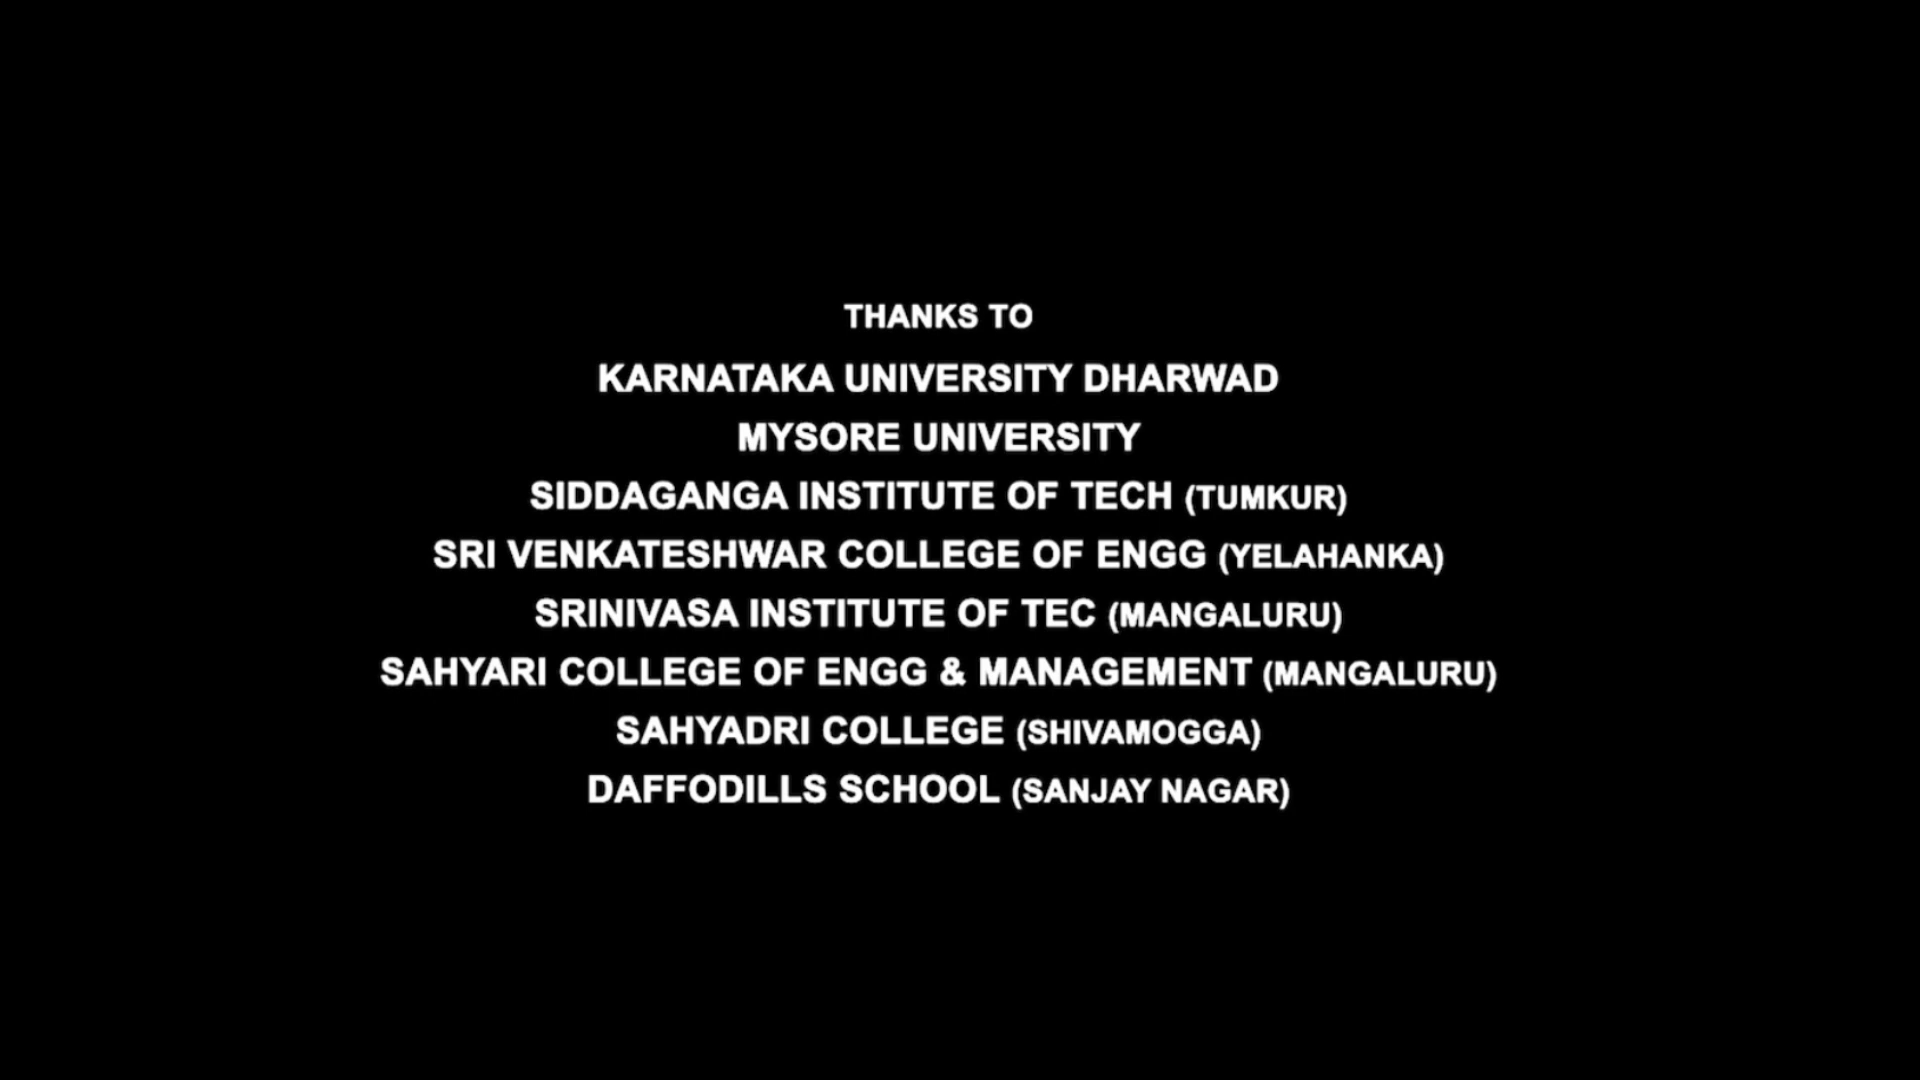 THANKS TO
KARNATAKA UNIVERSITY DHARWAD
MYSORE UNIVERSITY
SIDDAGANGA INSTITUTE OF TECH (TUMKUR)
SRI VENKATESHWAR COLLEGE OF ENGG (YELAHANKA)
SRINIVASA INSTITUTE OF TEC (MANGALURU)
SAHYARI COLLEGE OF ENGG & MANAGEMENT (MANGALURU)
SAHYADRI COLLEGE (SHIVAMOGGA)
DAFFODILLS SCHOOL (SANJAY NAGAR)